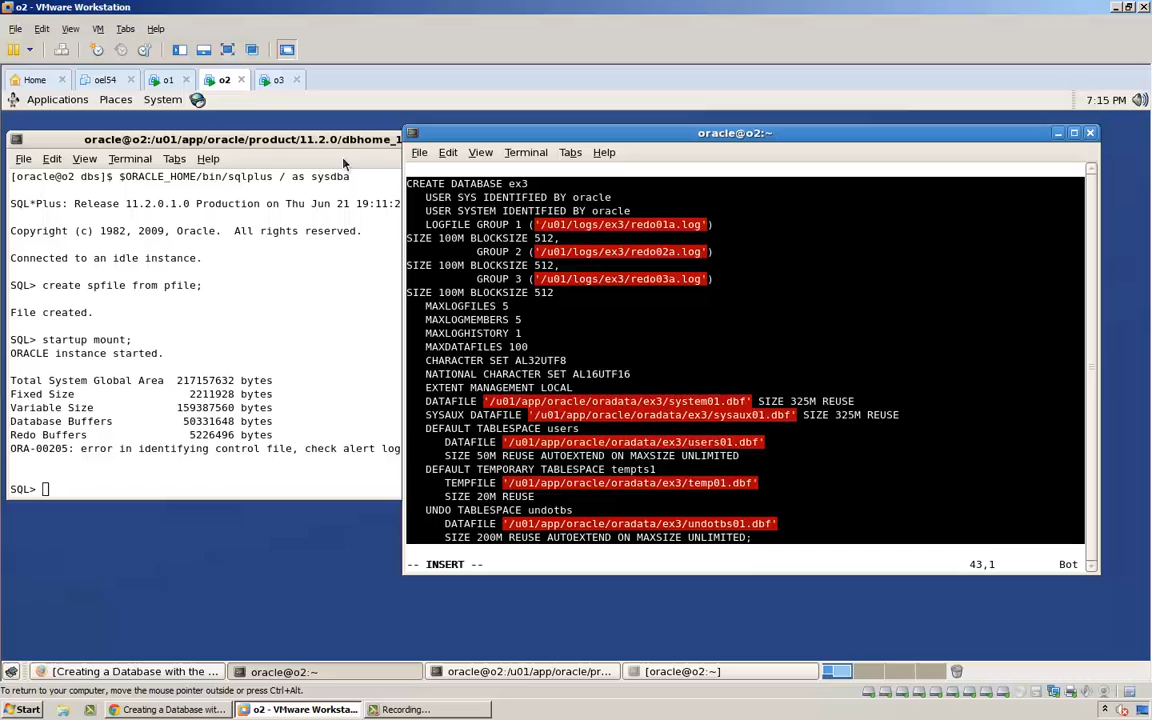 o2 - VMware Workstation
File Edit View VM Tabs Help
Home oel54 o1 o2 o3
Applications Places System 7:15 PM
oracle@o2:/u01/app/oracle/product/11.2.0/dbhome_1
File Edit View Terminal Tabs Help
[oracle@o2 dbs]$ $ORACLE_HOME/bin/sqlplus / as sysdba
SQL*Plus: Release 11.2.0.1.0 Production on Thu Jun 21 19:11:2
Copyright (c) 1982, 2009, Oracle.  All rights reserved.
Connected to an idle instance.
SQL> create spfile from pfile;
File created.
SQL> startup mount;
ORACLE instance started.
Total System Global Area  217157632 bytes
Fixed Size                  2211928 bytes
Variable Size             159387560 bytes
Database Buffers           50331648 bytes
Redo Buffers                5226496 bytes
ORA-00205: error in identifying control file, check alert log
SQL>
oracle@o2:~
File Edit View Terminal Tabs Help
CREATE DATABASE ex3
USER SYS IDENTIFIED BY oracle
USER SYSTEM IDENTIFIED BY oracle
LOGFILE GROUP 1 ('/u01/logs/ex3/redo01a.log')
SIZE 100M BLOCKSIZE 512,
GROUP 2 ('/u01/logs/ex3/redo02a.log')
SIZE 100M BLOCKSIZE 512,
GROUP 3 ('/u01/logs/ex3/redo03a.log')
SIZE 100M BLOCKSIZE 512
MAXLOGFILES 5
MAXLOGMEMBERS 5
MAXLOGHISTORY 1
MAXDATAFILES 100
CHARACTER SET AL32UTF8
NATIONAL CHARACTER SET AL16UTF16
EXTENT MANAGEMENT LOCAL
DATAFILE '/u01/app/oracle/oradata/ex3/system01.dbf' SIZE 325M REUSE
SYSAUX DATAFILE '/u01/app/oracle/oradata/ex3/sysaux01.dbf' SIZE 325M REUSE
DEFAULT TABLESPACE users
DATAFILE '/u01/app/oracle/oradata/ex3/users01.dbf'
SIZE 50M REUSE AUTOEXTEND ON MAXSIZE UNLIMITED
DEFAULT TEMPORARY TABLESPACE tempts1
TEMPFILE '/u01/app/oracle/oradata/ex3/temp01.dbf'
SIZE 20M REUSE
UNDO TABLESPACE undotbs
DATAFILE '/u01/app/oracle/oradata/ex3/undotbs01.dbf'
SIZE 200M REUSE AUTOEXTEND ON MAXSIZE UNLIMITED;
-- INSERT -- 43,1 Bot
[Creating a Database with the ... oracle@o2:~ oracle@o2:/u01/app/oracle/pr... [oracle@o2:~]
To return to your computer, move the mouse pointer outside or press Ctrl+Alt.
Start Creating a Database wit... o2 - VMware Worksta... Recording... 7:15 PM